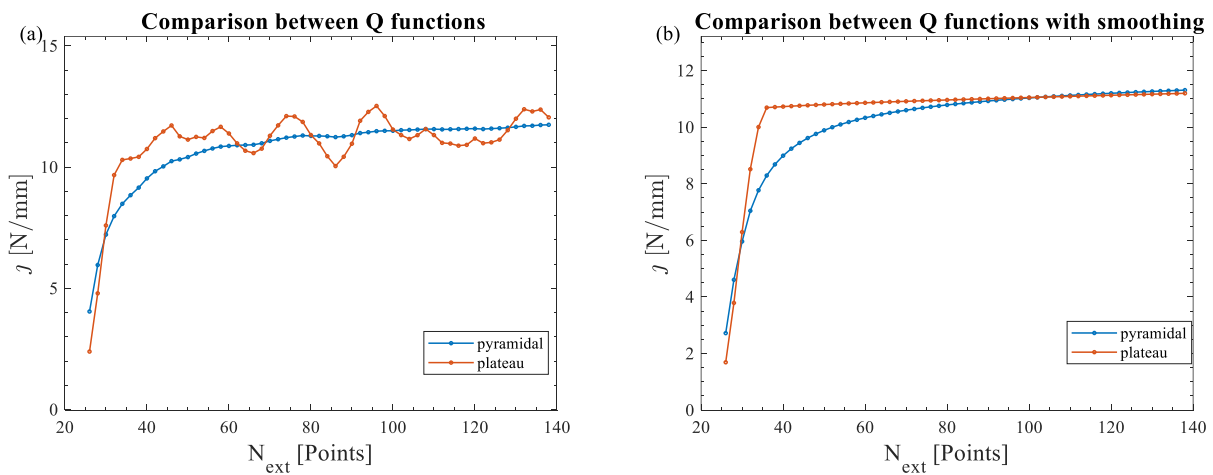 Comparison between Q functions
(a)
15
10
5
0
20
40
60
80
100
120
140
J [N/mm]
N_ext [Points]
pyramidal
plateau
Comparison between Q functions with smoothing
(b)
12
10
8
6
4
2
0
20
40
60
80
100
120
140
J [N/mm]
N_ext [Points]
pyramidal
plateau